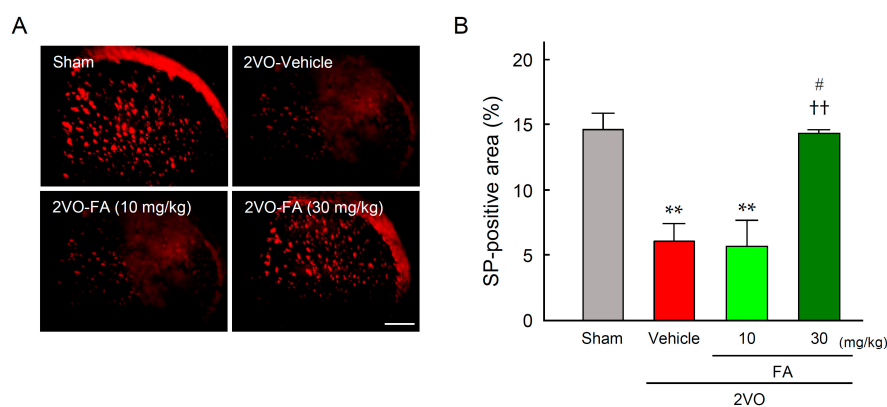 A
Sham
2VO-Vehicle
2VO-FA (10 mg/kg)
2VO-FA (30 mg/kg)
B
SP-positive area (%)
20
15
10
5
0
**
**
#
††
Sham
Vehicle
10
30
(mg/kg)
FA
2VO